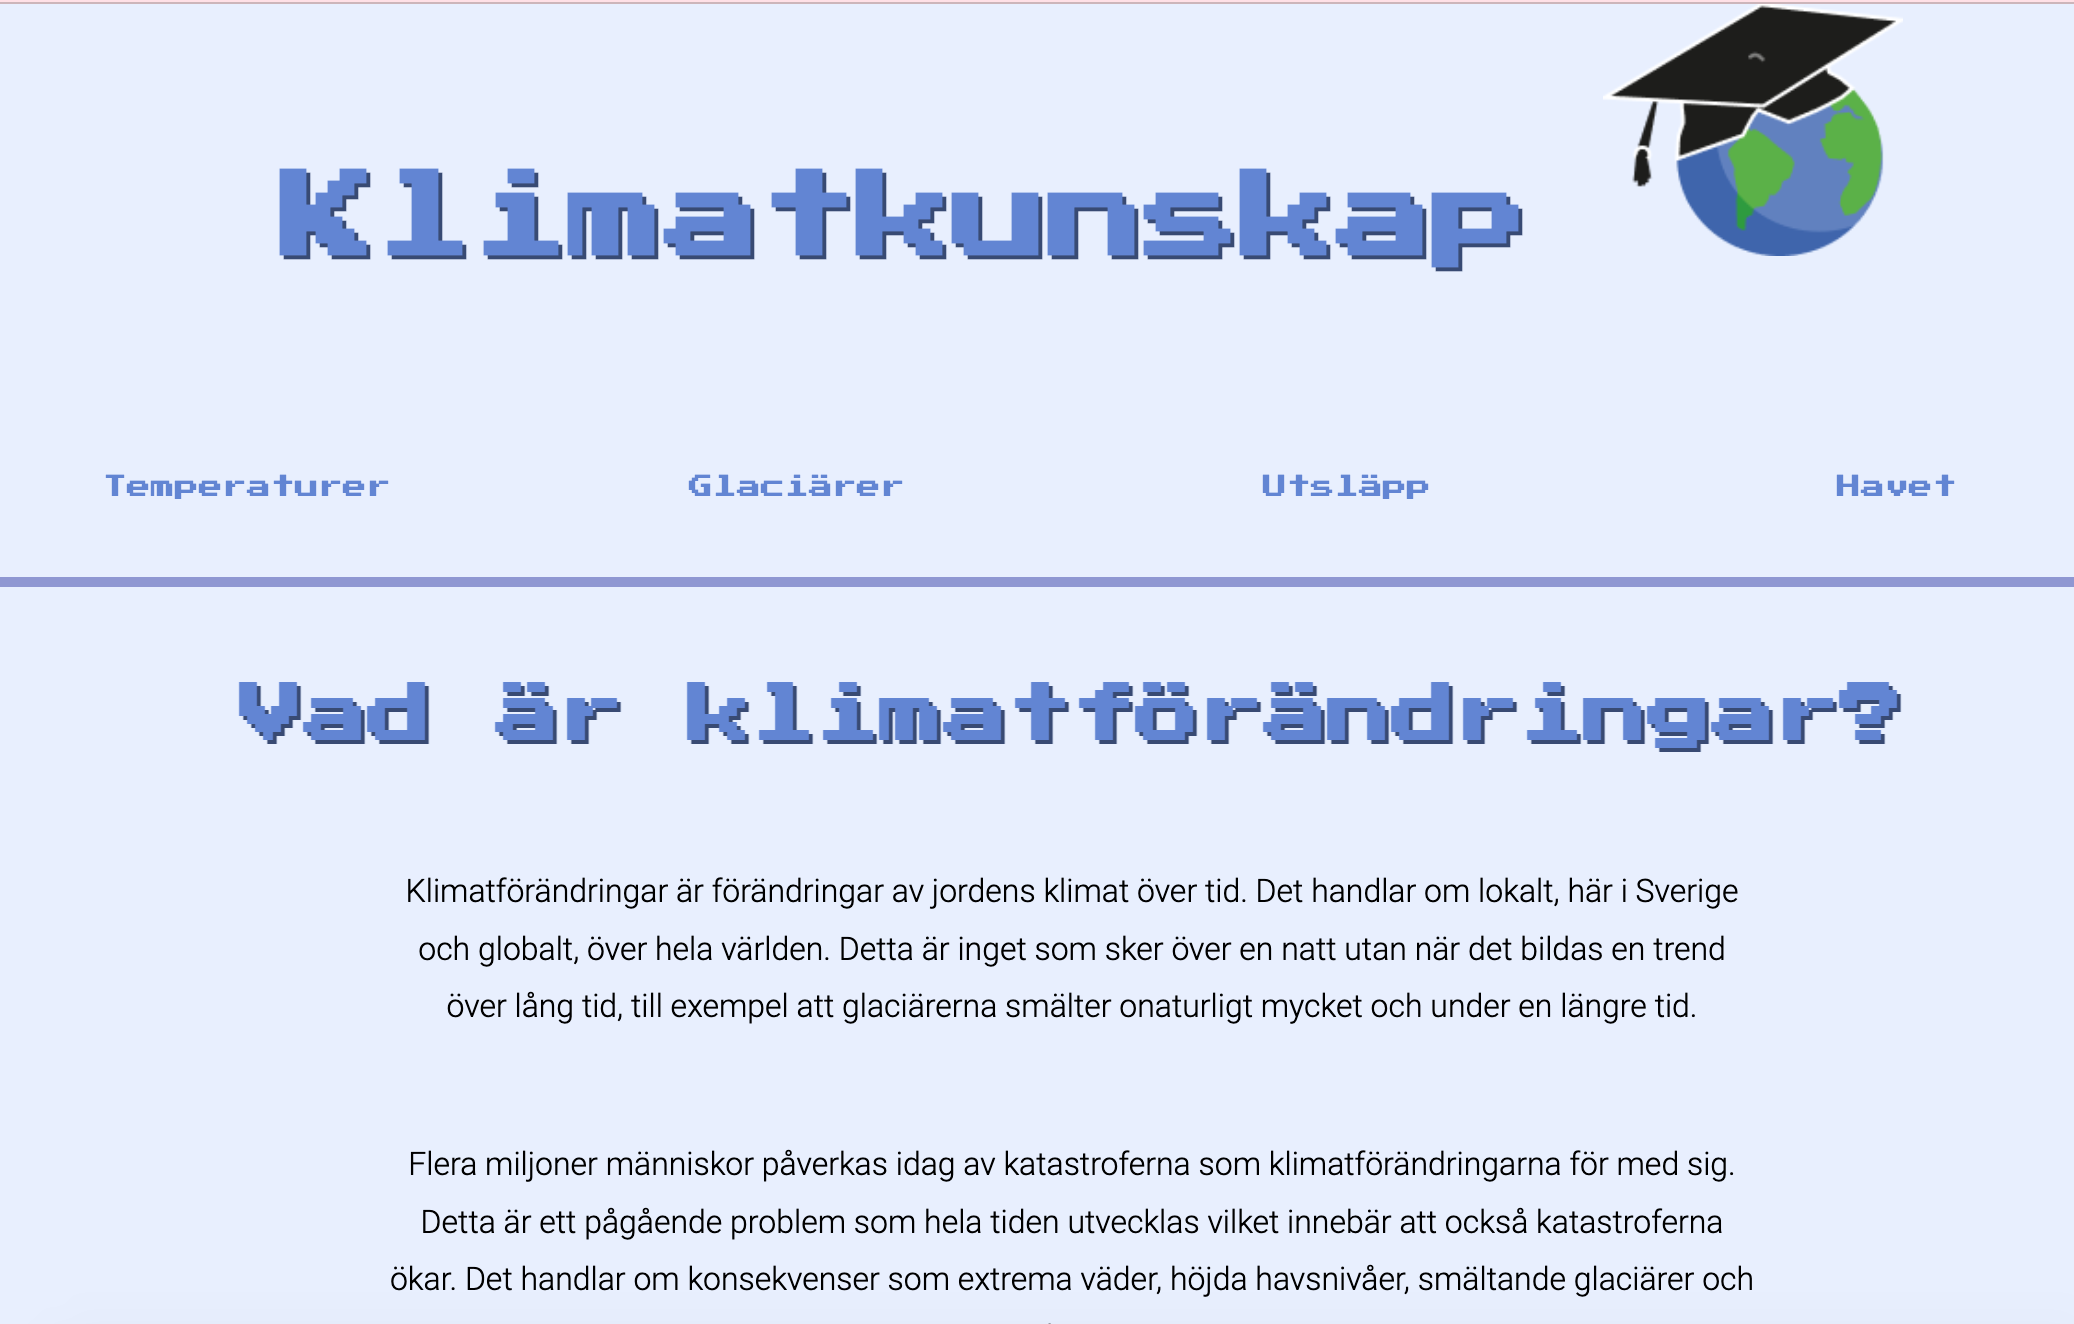 Klimatkunskap
Temperaturer Glaciärer Utsläpp Havet
Vad är klimatförändringar?
Klimatförändringar är förändringar av jordens klimat över tid. Det handlar om lokalt, här i Sverige
och globalt, över hela världen. Detta är inget som sker över en natt utan när det bildas en trend
över lång tid, till exempel att glaciärerna smälter onaturligt mycket och under en längre tid.
Flera miljoner människor påverkas idag av katastroferna som klimatförändringarna för med sig.
Detta är ett pågående problem som hela tiden utvecklas vilket innebär att också katastroferna
ökar. Det handlar om konsekvenser som extrema väder, höjda havsnivåer, smältande glaciärer och